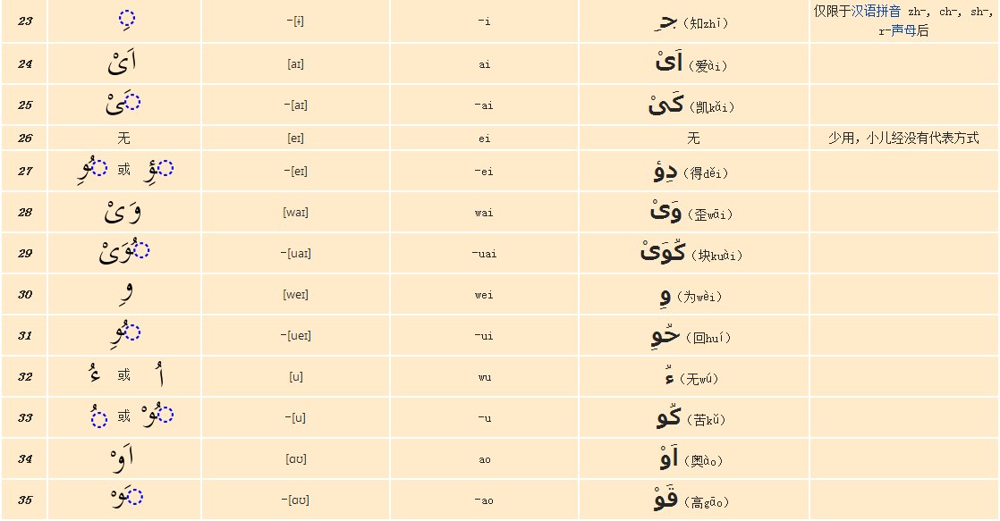 23 ◌ِ -[ɨ] -i جِ（知zhī） 仅限于汉语拼音 zh-, ch-, sh-,
r-声母后
24 اَىْ [aɪ] ai اَىْ（爱ài）
25 ◌َىْ -[aɪ] -ai كَىْ（凯kǎi）
26 无 [eɪ] ei 无 少用，小儿经没有代表方式
27 ◌ُوِ 或 ◌ِؤ -[eɪ] -ei دِؤ（得děi）
28 وَىْ [waɪ] wai وَىْ（歪wāi）
29 ◌ُوَىْ -[uaɪ] -uai كُوَىْ（块kuài）
30 وِ [weɪ] wei وِ（为wèi）
31 ◌ُوِ -[ueɪ] -ui حُوِ（回huí）
32 ءُ 或 اُ [u] wu ءُ（无wú）
33 ◌ُ 或 ◌ُوْ -[u] -u كُو（苦kǔ）
34 اَوْ [ɑʊ] ao اَوْ（奥ào）
35 ◌َوْ -[ɑʊ] -ao قَوْ（高gāo）